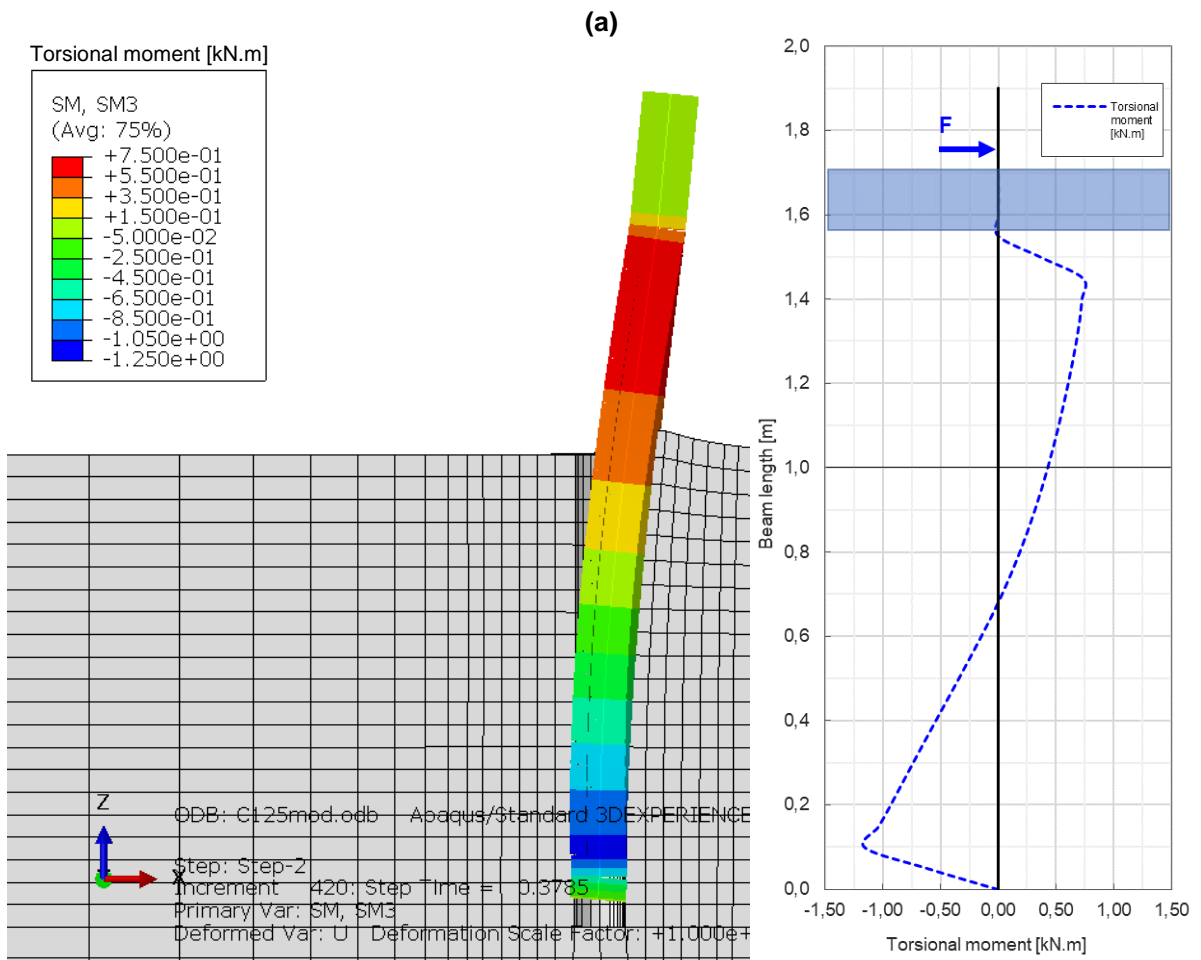 (a)
Torsional moment [kN.m]
SM, SM3
(Avg: 75%)
+7.500e-01
+5.500e-01
+3.500e-01
+1.500e-01
-5.000e-02
-2.500e-01
-4.500e-01
-6.500e-01
-8.500e-01
-1.050e+00
-1.250e+00
Z
X
ODB: C125mod.odb Abaqus/Standard 3DEXPERIENCE
Step: Step-2
Increment 420: Step Time = 0.3785
Primary Var: SM, SM3
Deformed Var: U Deformation Scale Factor: +1.000e+
Beam length [m]
2,0
1,8
1,6
1,4
1,2
1,0
0,8
0,6
0,4
0,2
0,0
F
Torsional
moment
[kN.m]
-1,50 -1,00 -0,50 0,00 0,50 1,00 1,50
Torsional moment [kN.m]